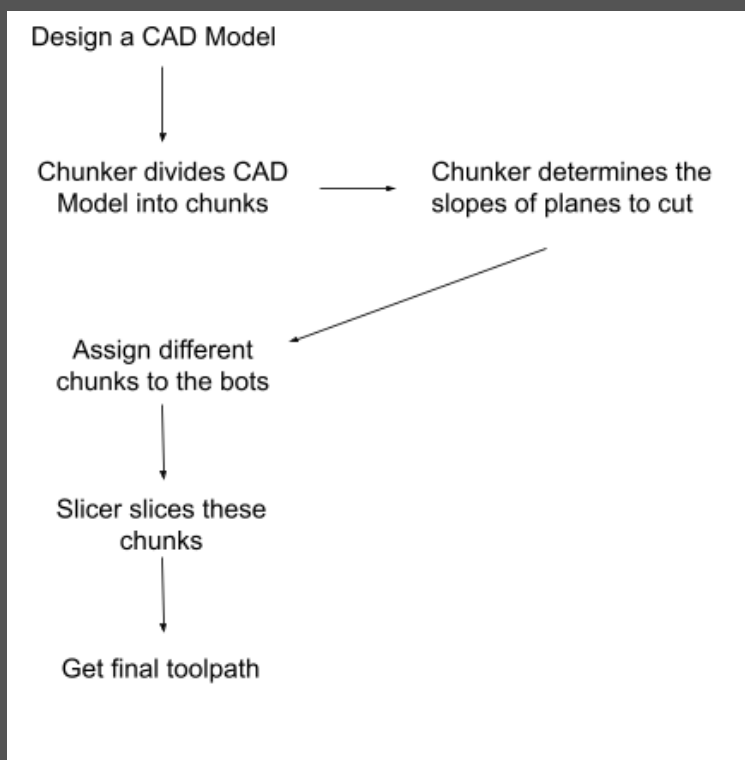 Design a CAD Model
Chunker divides CAD
Model into chunks
Chunker determines the
slopes of planes to cut
Assign different
chunks to the bots
Slicer slices these
chunks
Get final toolpath